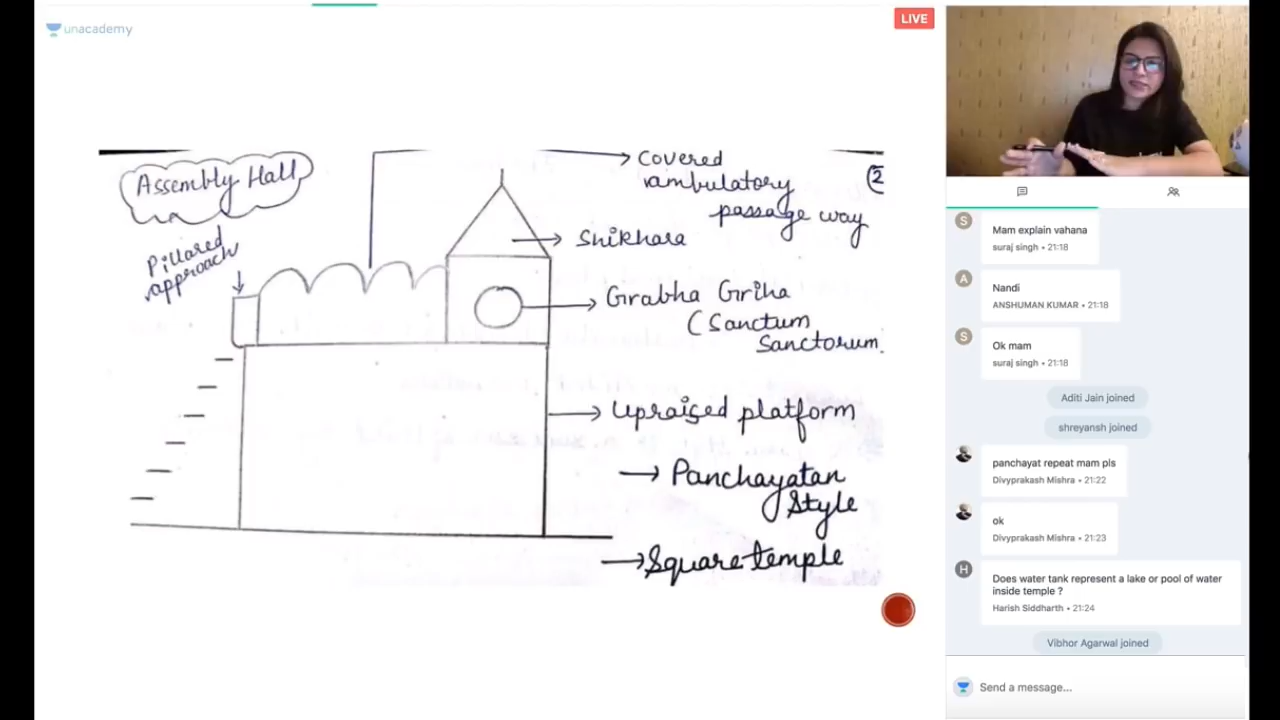 unacademy
LIVE
Assembly Hall
Pillared
approach
Covered
ambulatory
passage way
2
Shikhara
Grabha Griha
(Sanctum
Sanctorum.
Upraised platform
→ Panchayatan
Style
→ Square temple
S
Mam explain vahana
suraj singh • 21:18
A
Nandi
ANSHUMAN KUMAR • 21:18
S
Ok mam
suraj singh • 21:18
Aditi Jain joined
shreyansh joined
panchayat repeat mam pls
Divyprakash Mishra • 21:22
ok
Divyprakash Mishra • 21:23
H
Does water tank represent a lake or pool of water
inside temple ?
Harish Siddharth • 21:24
Vibhor Agarwal joined
Send a message...